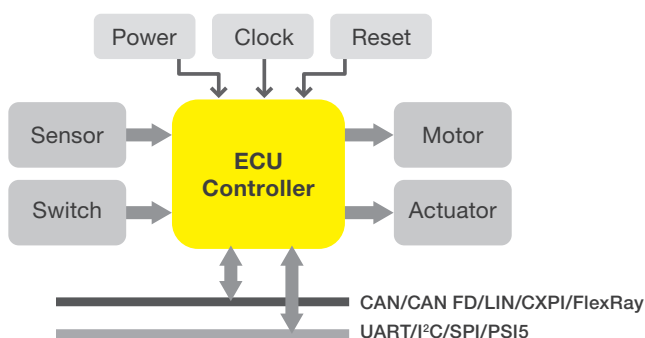 Power
Clock
Reset
Sensor
ECU
Controller
Motor
Switch
Actuator
CAN/CAN FD/LIN/CXPI/FlexRay
UART/I²C/SPI/PSI5